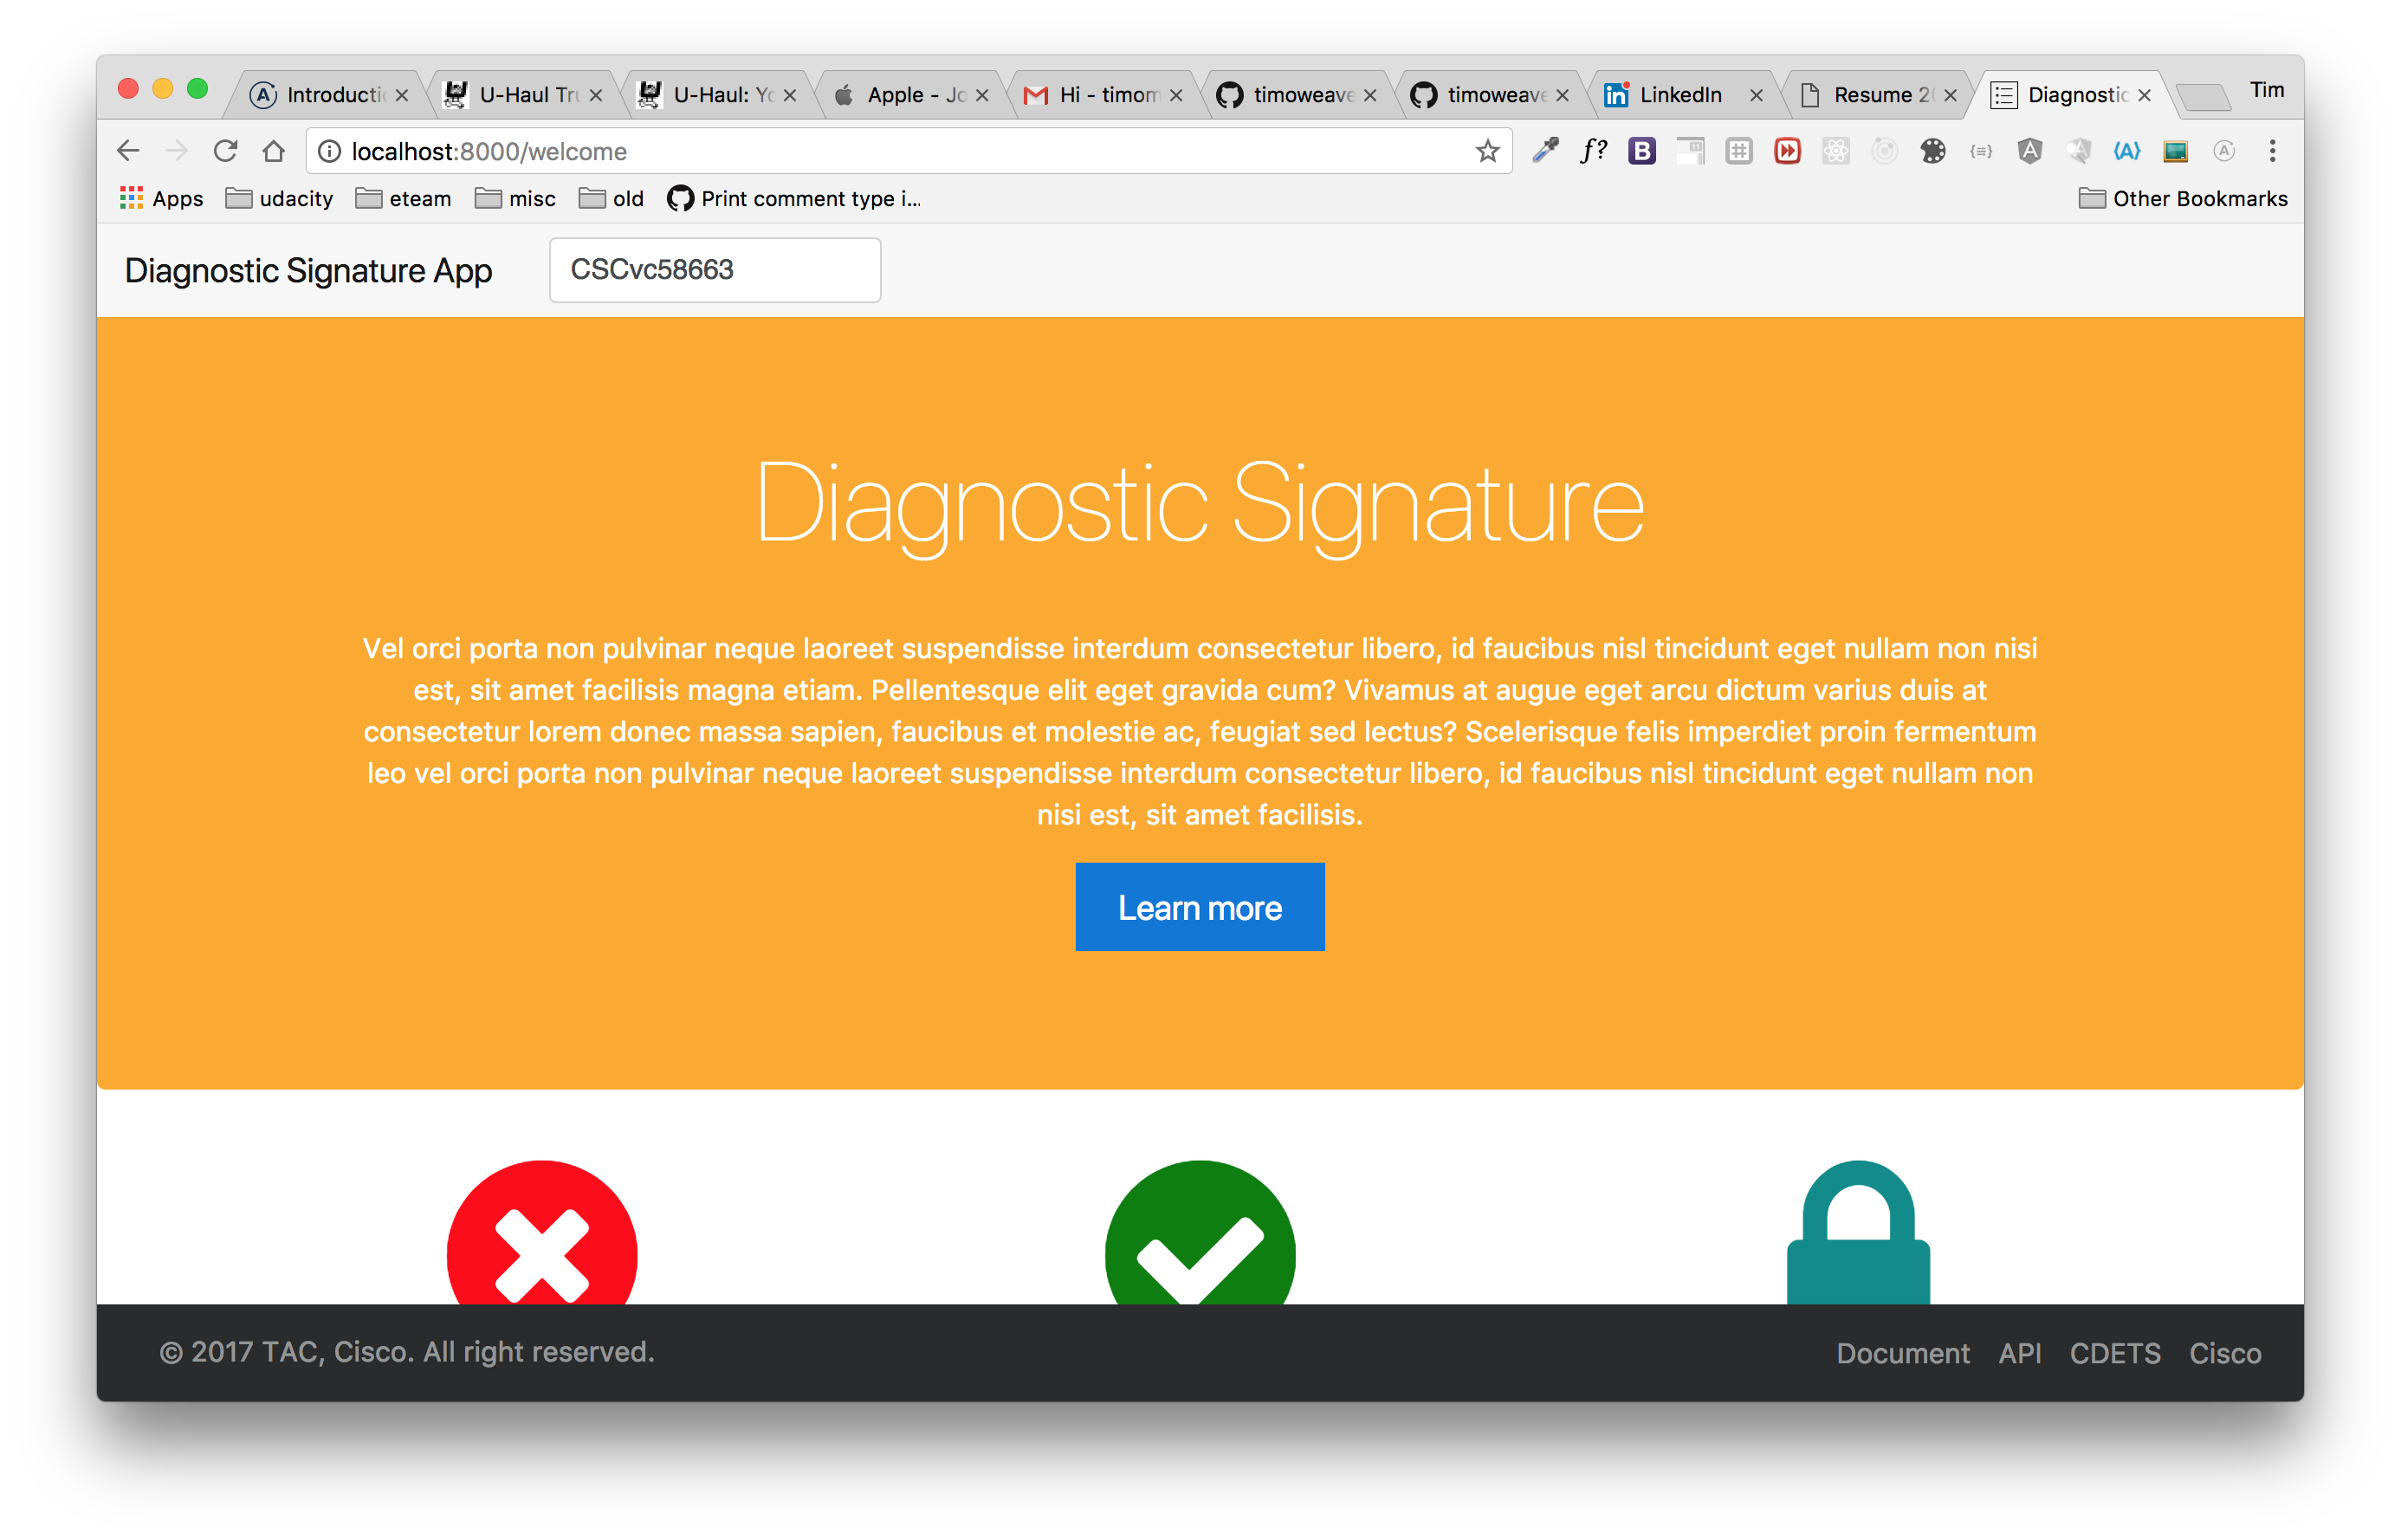 Introducti
U-Haul Tru
U-Haul: Yo
Apple - Jo
Hi - timom
timoweave
timoweave
LinkedIn
Resume 20
Diagnostic
Tim
localhost:8000/welcome
Apps
udacity
eteam
misc
old
Print comment type i...
Other Bookmarks
Diagnostic Signature App
CSCvc58663
Diagnostic Signature
Vel orci porta non pulvinar neque laoreet suspendisse interdum consectetur libero, id faucibus nisl tincidunt eget nullam non nisi
est, sit amet facilisis magna etiam. Pellentesque elit eget gravida cum? Vivamus at augue eget arcu dictum varius duis at
consectetur lorem donec massa sapien, faucibus et molestie ac, feugiat sed lectus? Scelerisque felis imperdiet proin fermentum
leo vel orci porta non pulvinar neque laoreet suspendisse interdum consectetur libero, id faucibus nisl tincidunt eget nullam non
nisi est, sit amet facilisis.
Learn more
© 2017 TAC, Cisco. All right reserved.
Document API CDETS Cisco